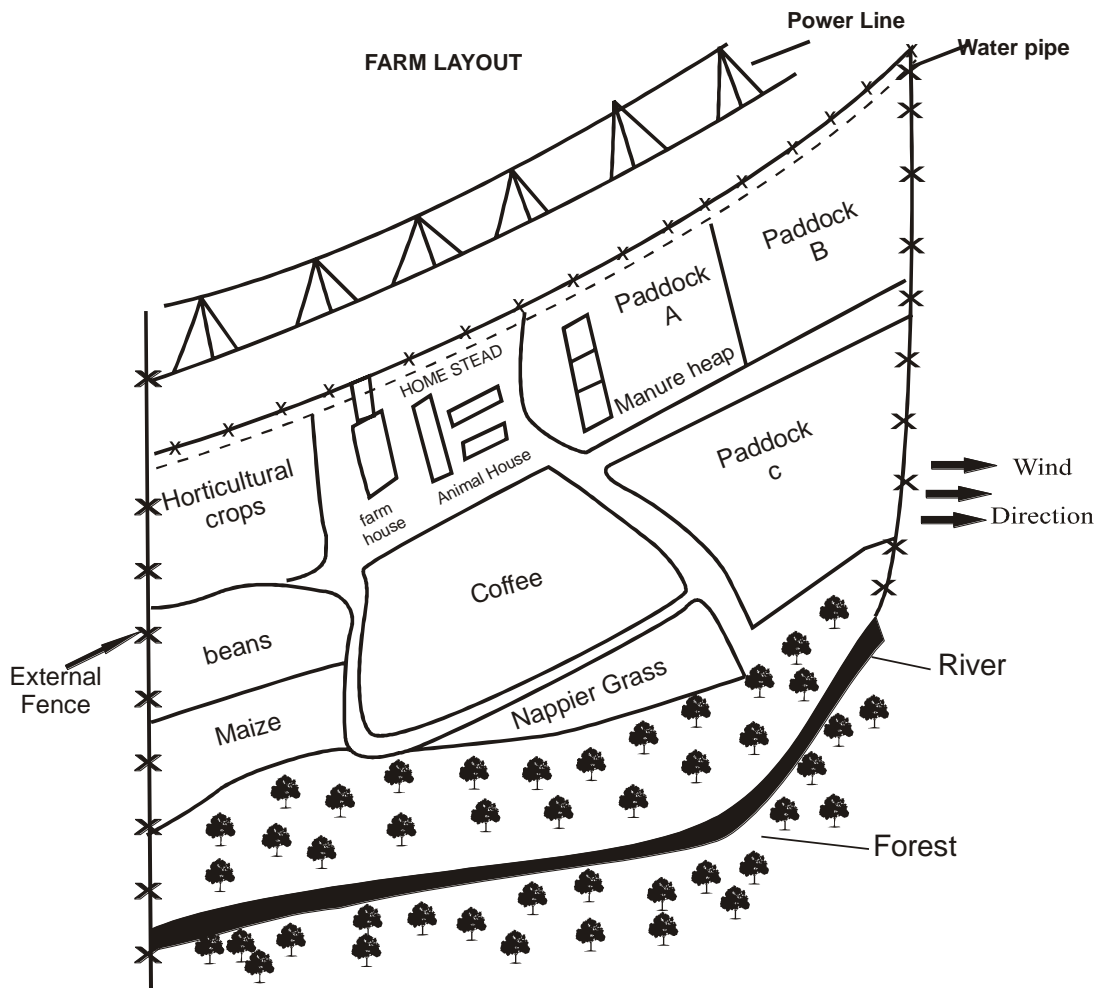 Power Line
FARM LAYOUT
Water pipe
Paddock
B
Paddock
A
HOME STEAD
Manure heap
Paddock
c
Horticultural
crops
Animal House
farm
house
Wind
Direction
Coffee
beans
External
Fence
Maize
Nappier Grass
River
Forest